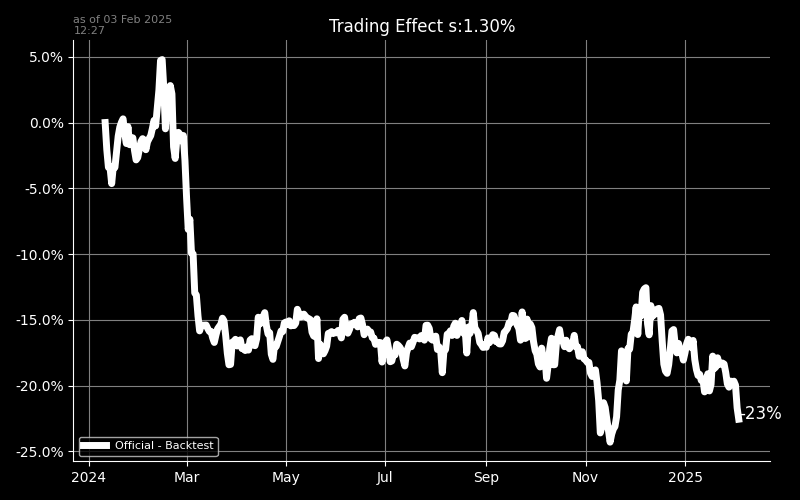 as of 03 Feb 2025
12:27
Trading Effect s:1.30%
5.0%
0.0%
-5.0%
-10.0%
-15.0%
-20.0%
-25.0%
-23%
Official - Backtest
2024 Mar May Jul Sep Nov 2025